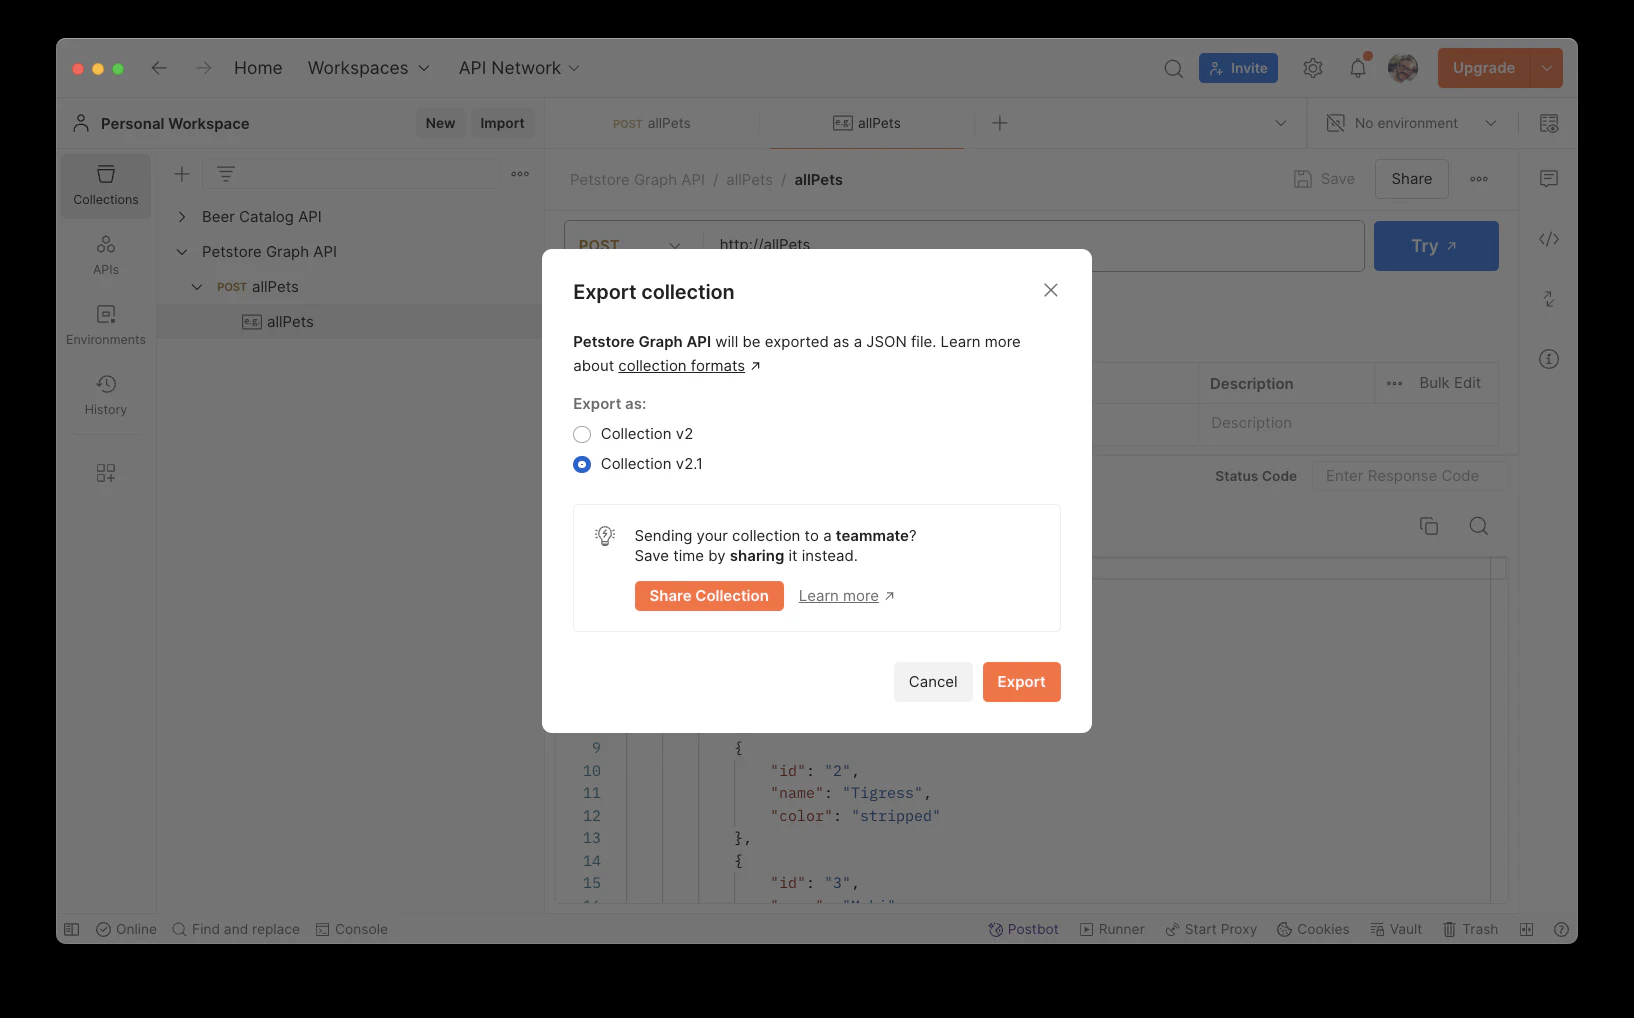 Home Workspaces API Network Invite Upgrade
Personal Workspace New Import POST allPets e.g. allPets No environment
Collections
Petstore Graph API / allPets / allPets Save Share
Beer Catalog API
POST http://allPets Try
APIs
Petstore Graph API
POST allPets
e.g. allPets
Environments
History
Export collection
Petstore Graph API will be exported as a JSON file. Learn more
about collection formats
Export as:
Collection v2
Collection v2.1
Description Bulk Edit
Description
Status Code Enter Response Code
Sending your collection to a teammate?
Save time by sharing it instead.
Share Collection Learn more
Cancel Export
9 {
10 "id": "2",
11 "name": "Tigress",
12 "color": "stripped"
13 },
14 {
15 "id": "3",
Online Find and replace Console Postbot Runner Start Proxy Cookies Vault Trash